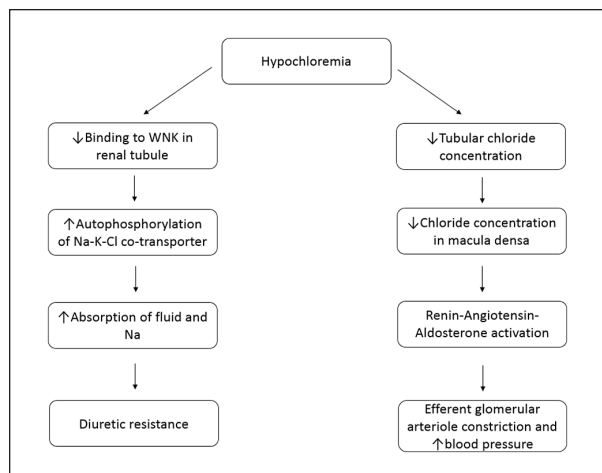 Hypochloremia
↓Binding to WNK in
renal tubule
↑Autophosphorylation
of Na-K-Cl co-transporter
↑Absorption of fluid and
Na
Diuretic resistance
↓Tubular chloride
concentration
↓Chloride concentration
in macula densa
Renin-Angiotensin-
Aldosterone activation
Efferent glomerular
arteriole constriction and
↑blood pressure